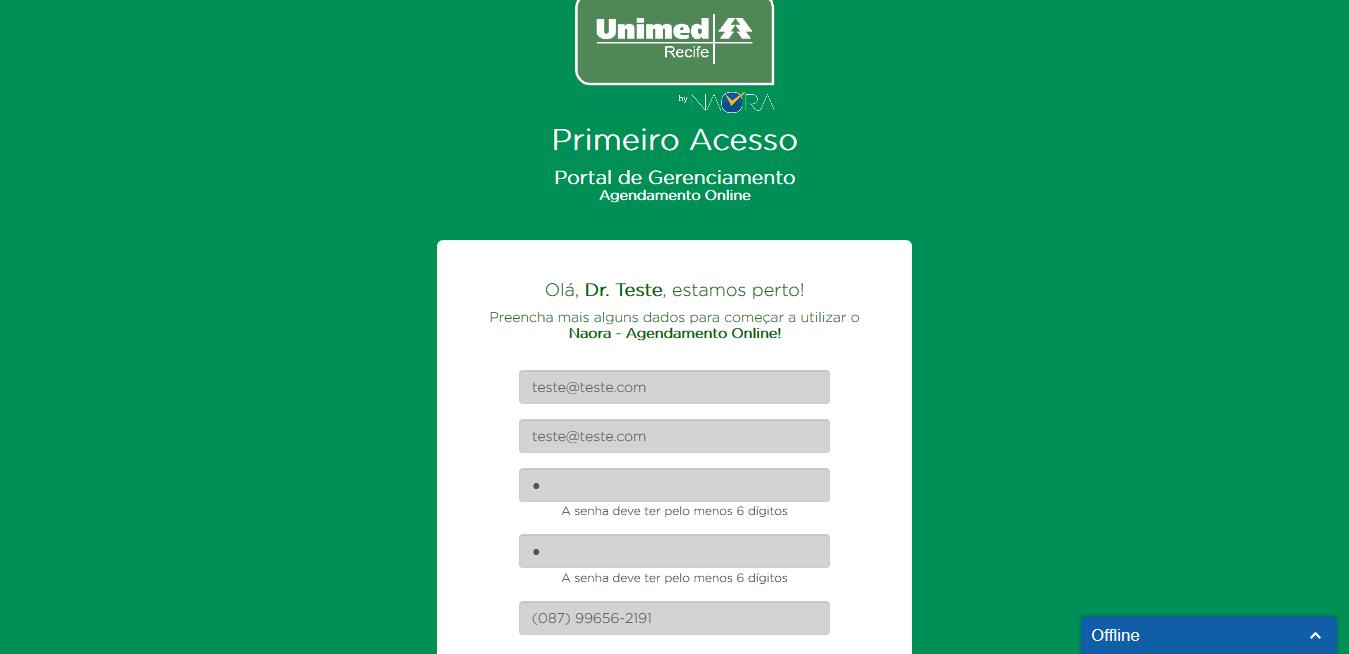 Unimed
Recife
by NAORA
Primeiro Acesso
Portal de Gerenciamento
Agendamento Online
Olá, Dr. Teste, estamos perto!
Preencha mais alguns dados para começar a utilizar o
Naora - Agendamento Online!
teste@teste.com
teste@teste.com
•
A senha deve ter pelo menos 6 dígitos
•
A senha deve ter pelo menos 6 dígitos
(087) 99656-2191
Offline